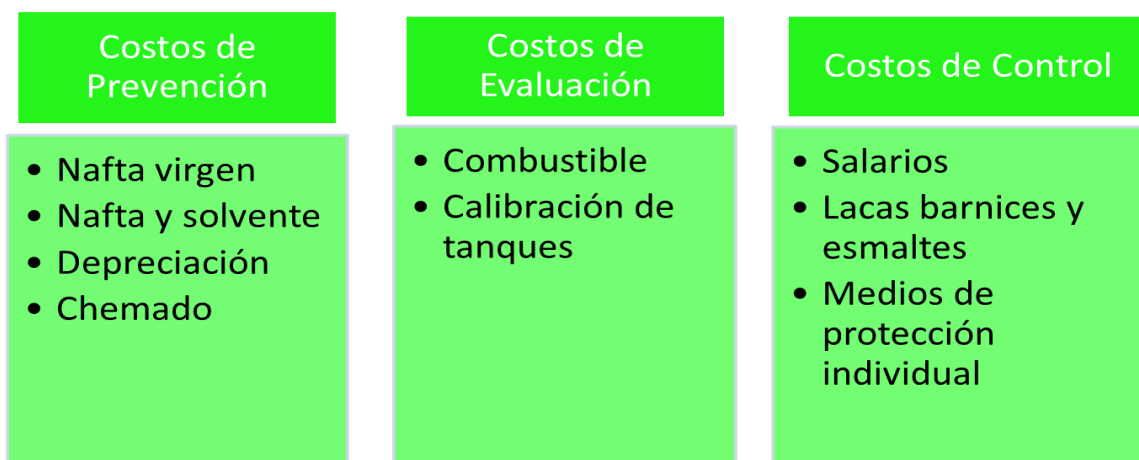 Costos de
Prevención
• Nafta virgen
• Nafta y solvente
• Depreciación
• Chemado
Costos de
Evaluación
• Combustible
• Calibración de
tanques
Costos de Control
• Salarios
• Lacas barnices y
esmaltes
• Medios de
protección
individual